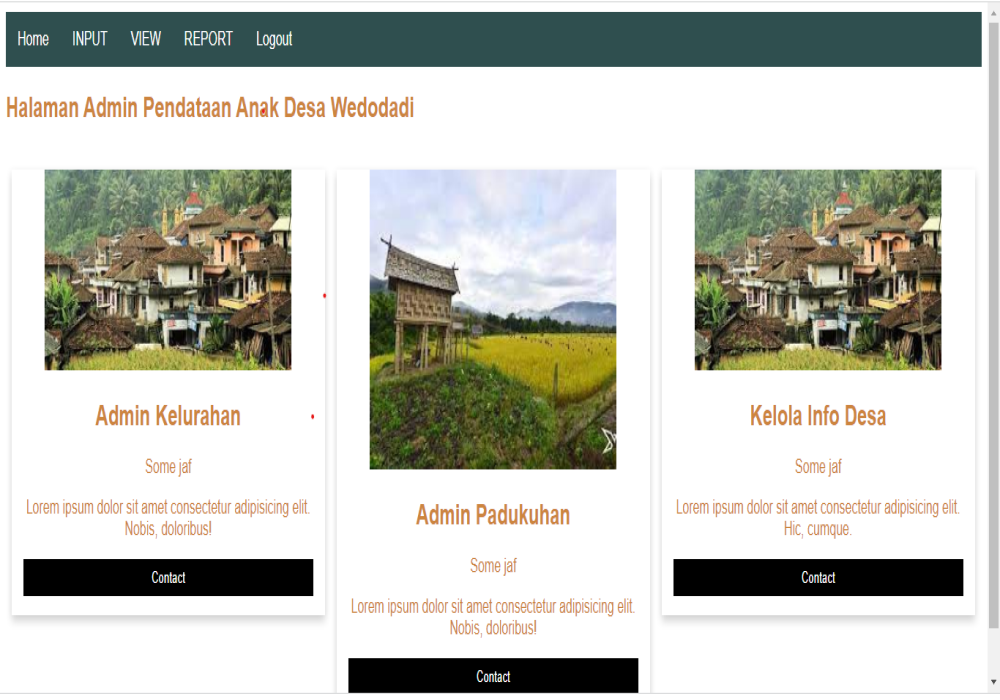 Home INPUT VIEW REPORT Logout
Halaman Admin Pendataan Anak Desa Wedodadi
Admin Kelurahan
Some jaf
Lorem ipsum dolor sit amet consectetur adipisicing elit.
Nobis, doloribus!
Contact
Admin Padukuhan
Some jaf
Lorem ipsum dolor sit amet consectetur adipisicing elit.
Nobis, doloribus!
Contact
Kelola Info Desa
Some jaf
Lorem ipsum dolor sit amet consectetur adipisicing elit.
Hic, cumque.
Contact